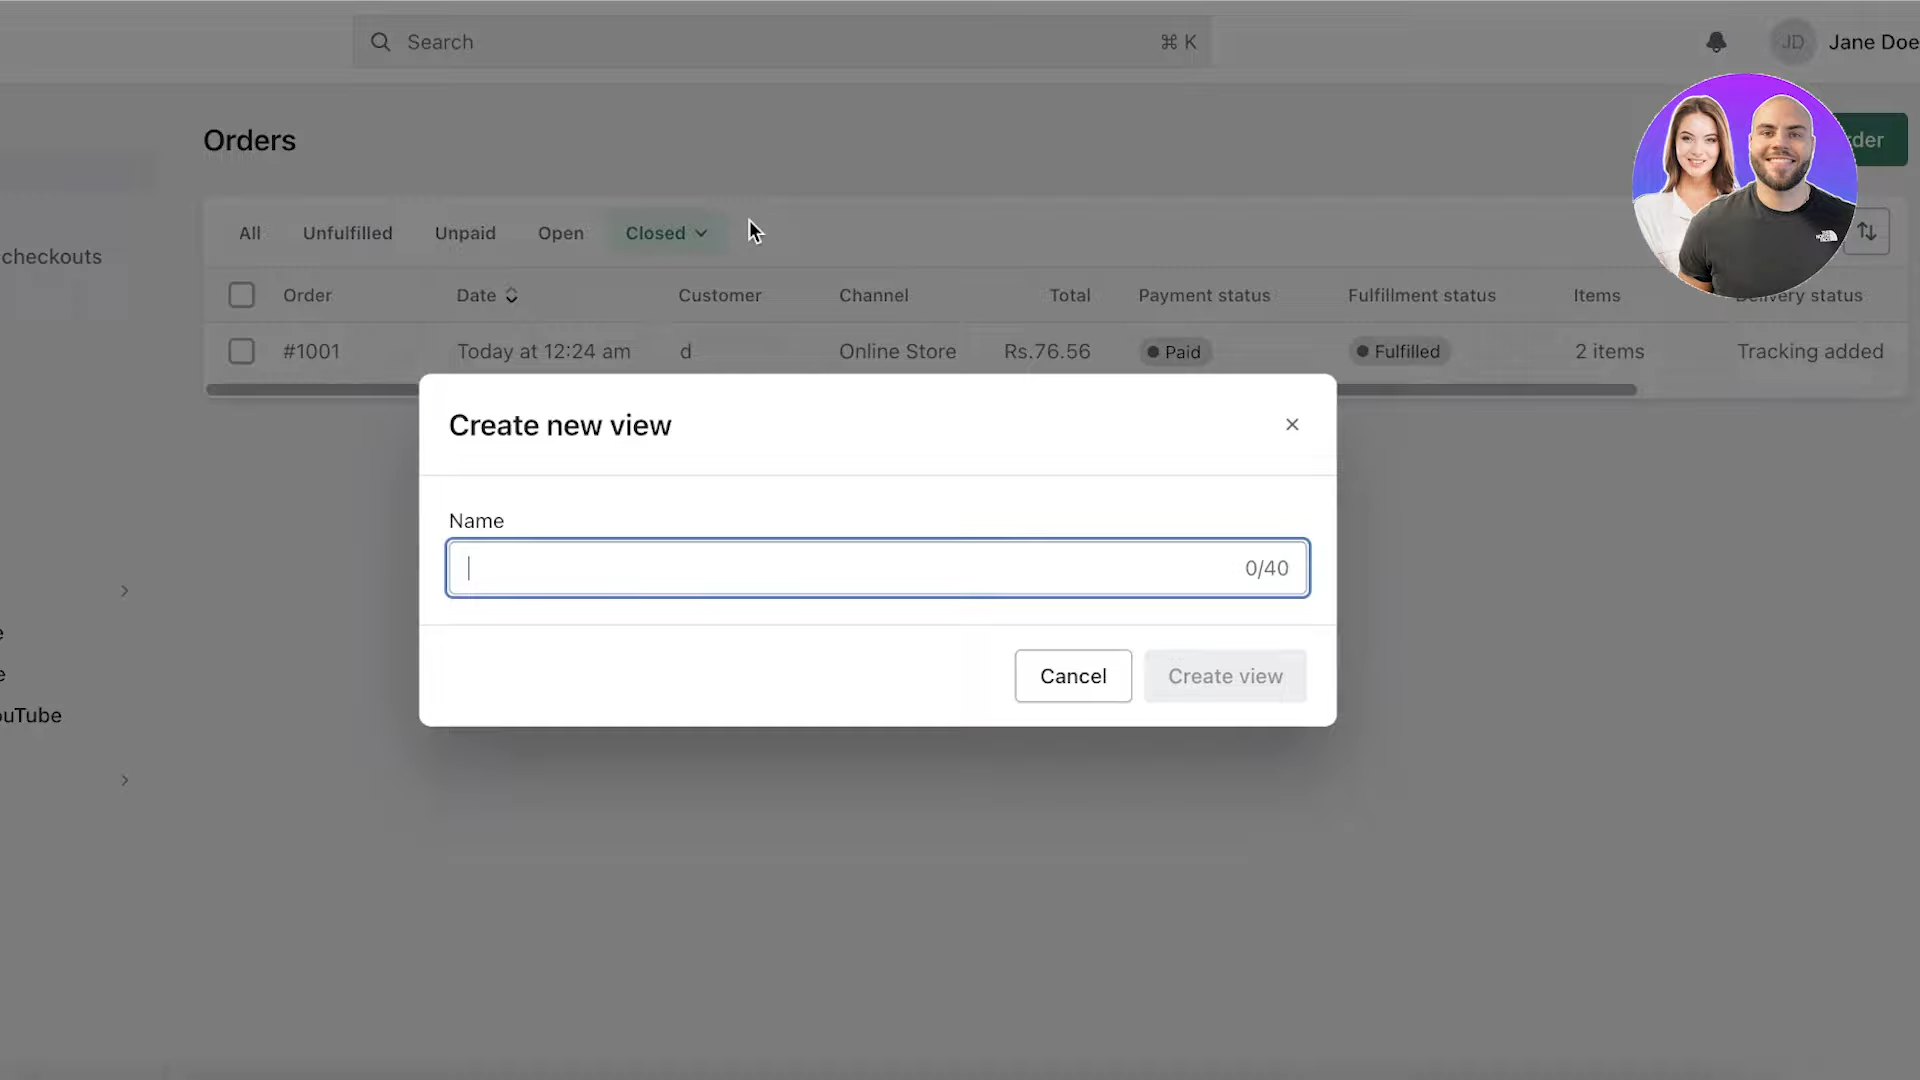 Search ⌘ K
JD Jane Doe
Orders
All Unfulfilled Unpaid Open Closed
checkouts
Order Date Customer Channel Total Payment status Fulfillment status Items Delivery status
#1001 Today at 12:24 am d Online Store Rs.76.56 Paid Fulfilled 2 items Tracking added
Create new view
Name
0/40
Cancel Create view
e
e
ouTube